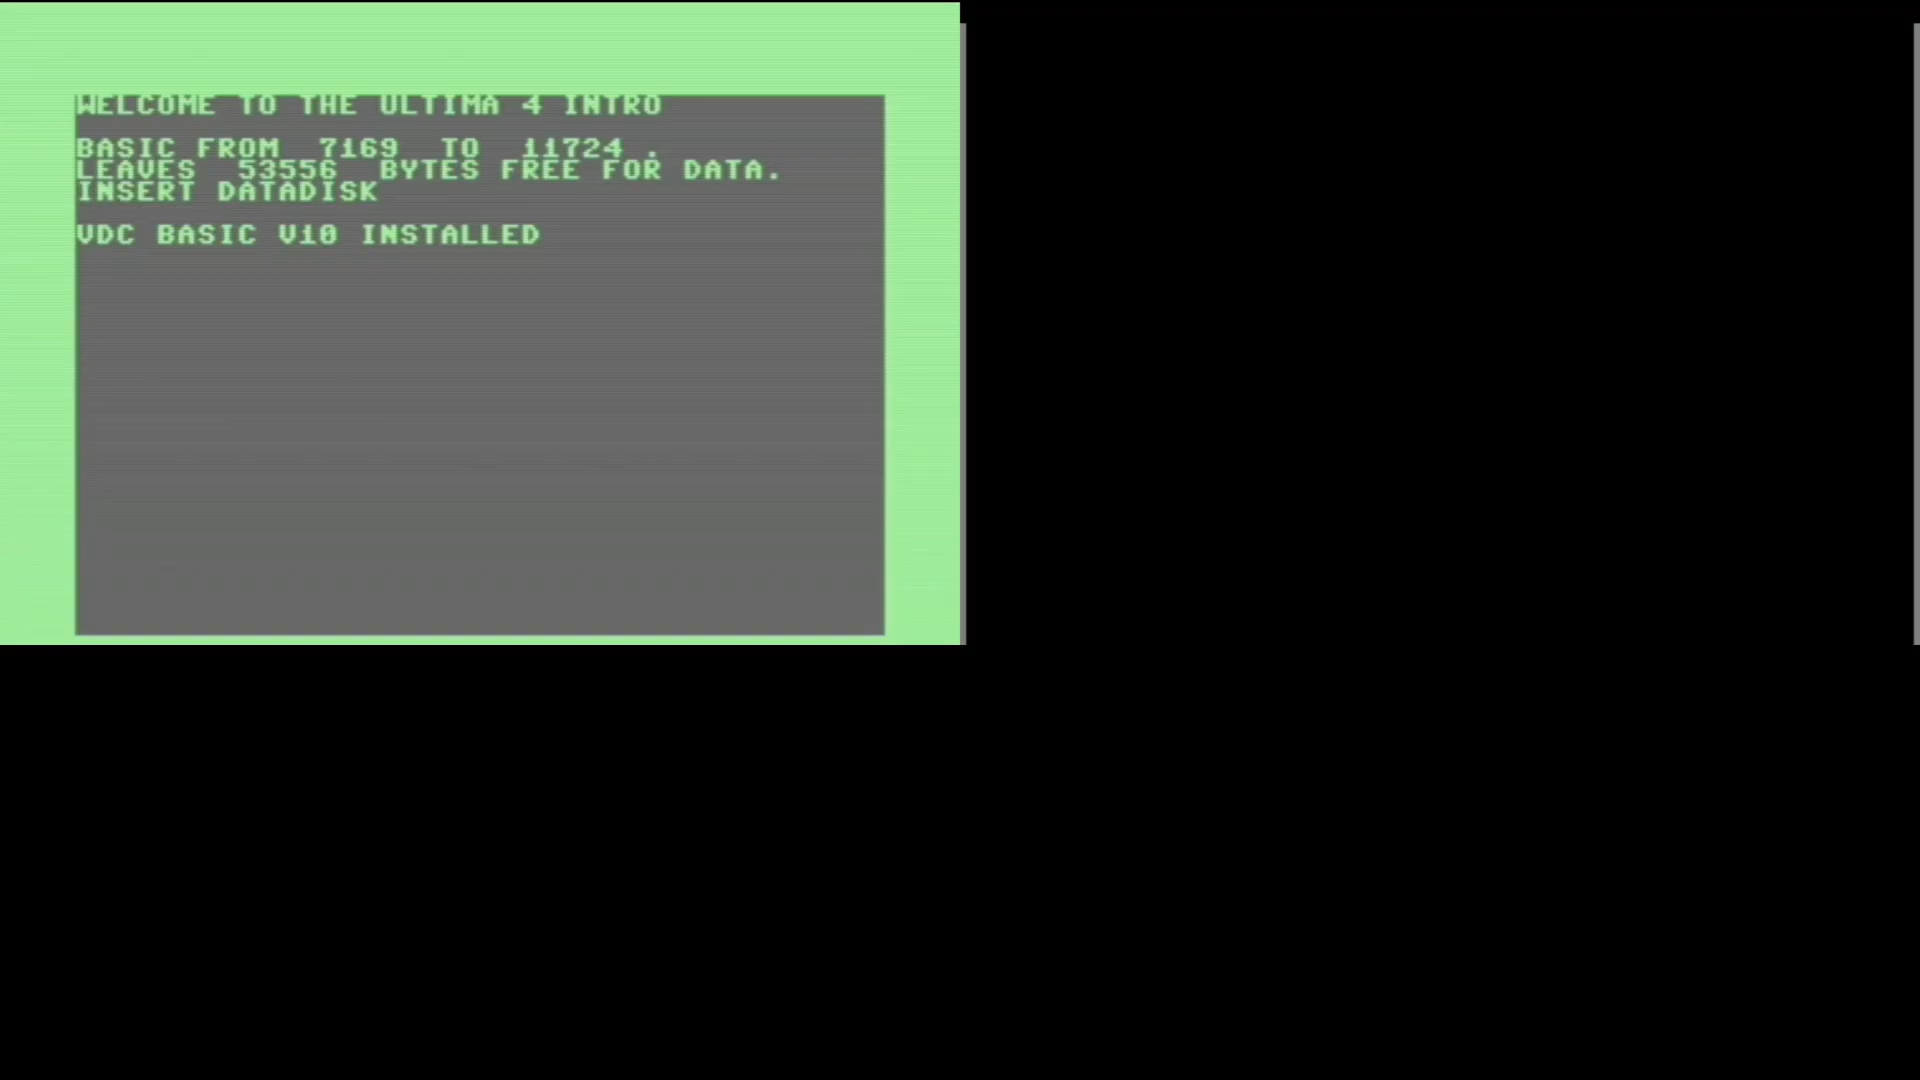 WELCOME TO THE ULTIMA 4 INTRO
BASIC FROM  7169  TO  11724 .
LEAVES  53556  BYTES FREE FOR DATA.
INSERT DATADISK
VDC BASIC V10 INSTALLED